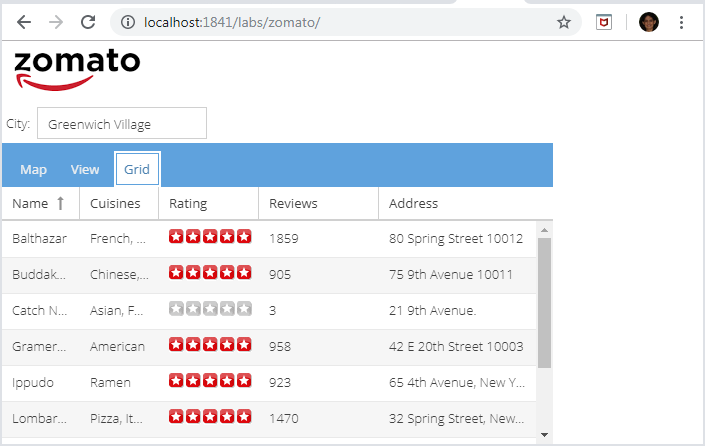 localhost:1841/labs/zomato/
zomato
City: Greenwich Village
Map View Grid
Name Cuisines Rating Reviews Address
Balthazar French, ... 1859 80 Spring Street 10012
Buddak... Chinese,... 905 75 9th Avenue 10011
Catch N... Asian, F... 3 21 9th Avenue.
Gramer... American 958 42 E 20th Street 10003
Ippudo Ramen 923 65 4th Avenue, New Y...
Lombar... Pizza, It... 1470 32 Spring Street, New...